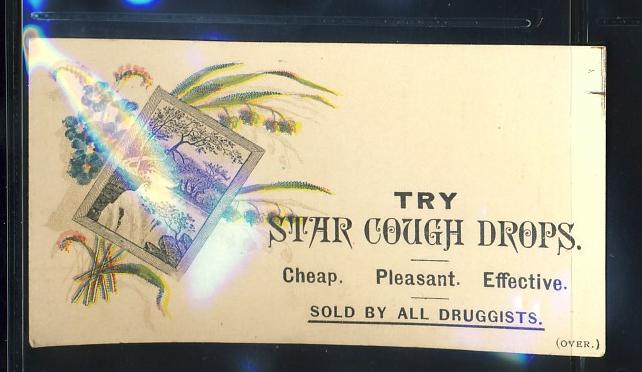 TRY
STAR COUGH DROPS.
Cheap. Pleasant. Effective.
SOLD BY ALL DRUGGISTS.
(OVER.)